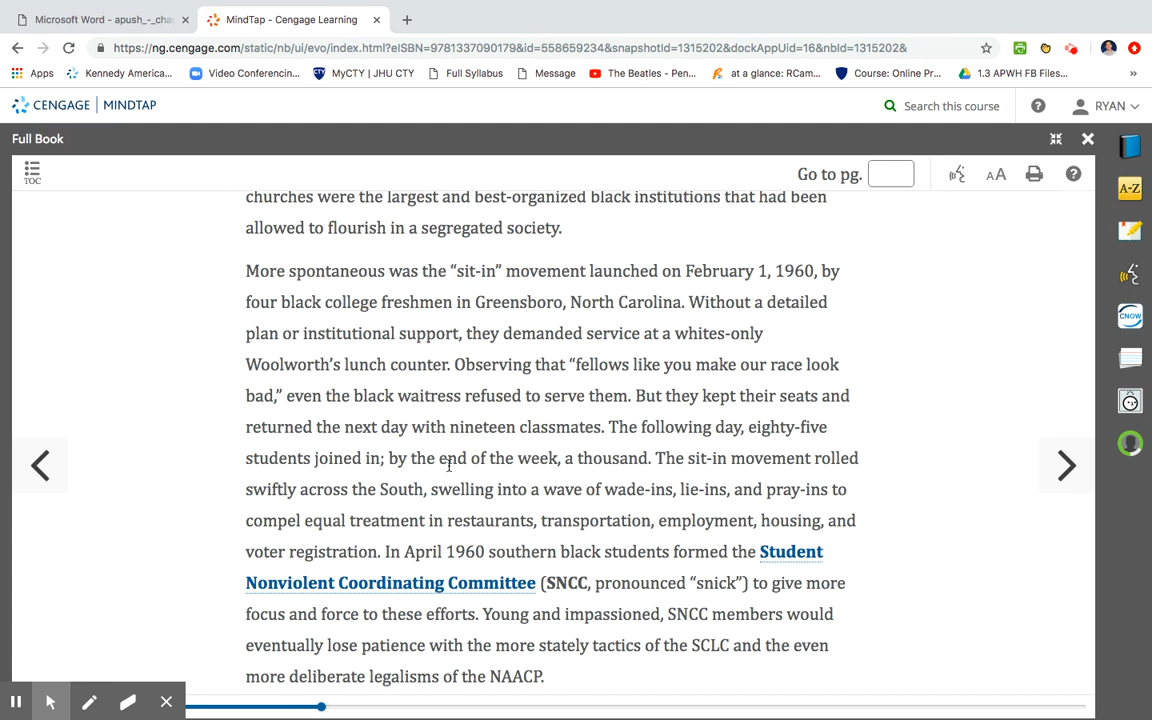 Microsoft Word - apush_-_cha
MindTap - Cengage Learning
https://ng.cengage.com/static/nb/ui/evo/index.html?eISBN=9781337090179&id=558659234&snapshotId=1315202&dockAppUid=16&nbId=1315202&
Apps
Kennedy America...
Video Conferencin...
CTY
MyCTY | JHU CTY
Full Syllabus
Message
The Beatles - Pen...
at a glance: RCam...
Course: Online Pr...
1.3 APWH FB Files...
»
CENGAGE | MINDTAP
Search this course
RYAN
Full Book
TOC
Go to pg.
AA
A-Z
churches were the largest and best-organized black institutions that had been
allowed to flourish in a segregated society.
More spontaneous was the “sit-in” movement launched on February 1, 1960, by
four black college freshmen in Greensboro, North Carolina. Without a detailed
plan or institutional support, they demanded service at a whites-only
Woolworth’s lunch counter. Observing that “fellows like you make our race look
bad,” even the black waitress refused to serve them. But they kept their seats and
returned the next day with nineteen classmates. The following day, eighty-five
students joined in; by the end of the week, a thousand. The sit-in movement rolled
swiftly across the South, swelling into a wave of wade-ins, lie-ins, and pray-ins to
compel equal treatment in restaurants, transportation, employment, housing, and
voter registration. In April 1960 southern black students formed the Student
Nonviolent Coordinating Committee (SNCC, pronounced “snick”) to give more
focus and force to these efforts. Young and impassioned, SNCC members would
eventually lose patience with the more stately tactics of the SCLC and the even
more deliberate legalisms of the NAACP.
CNOW